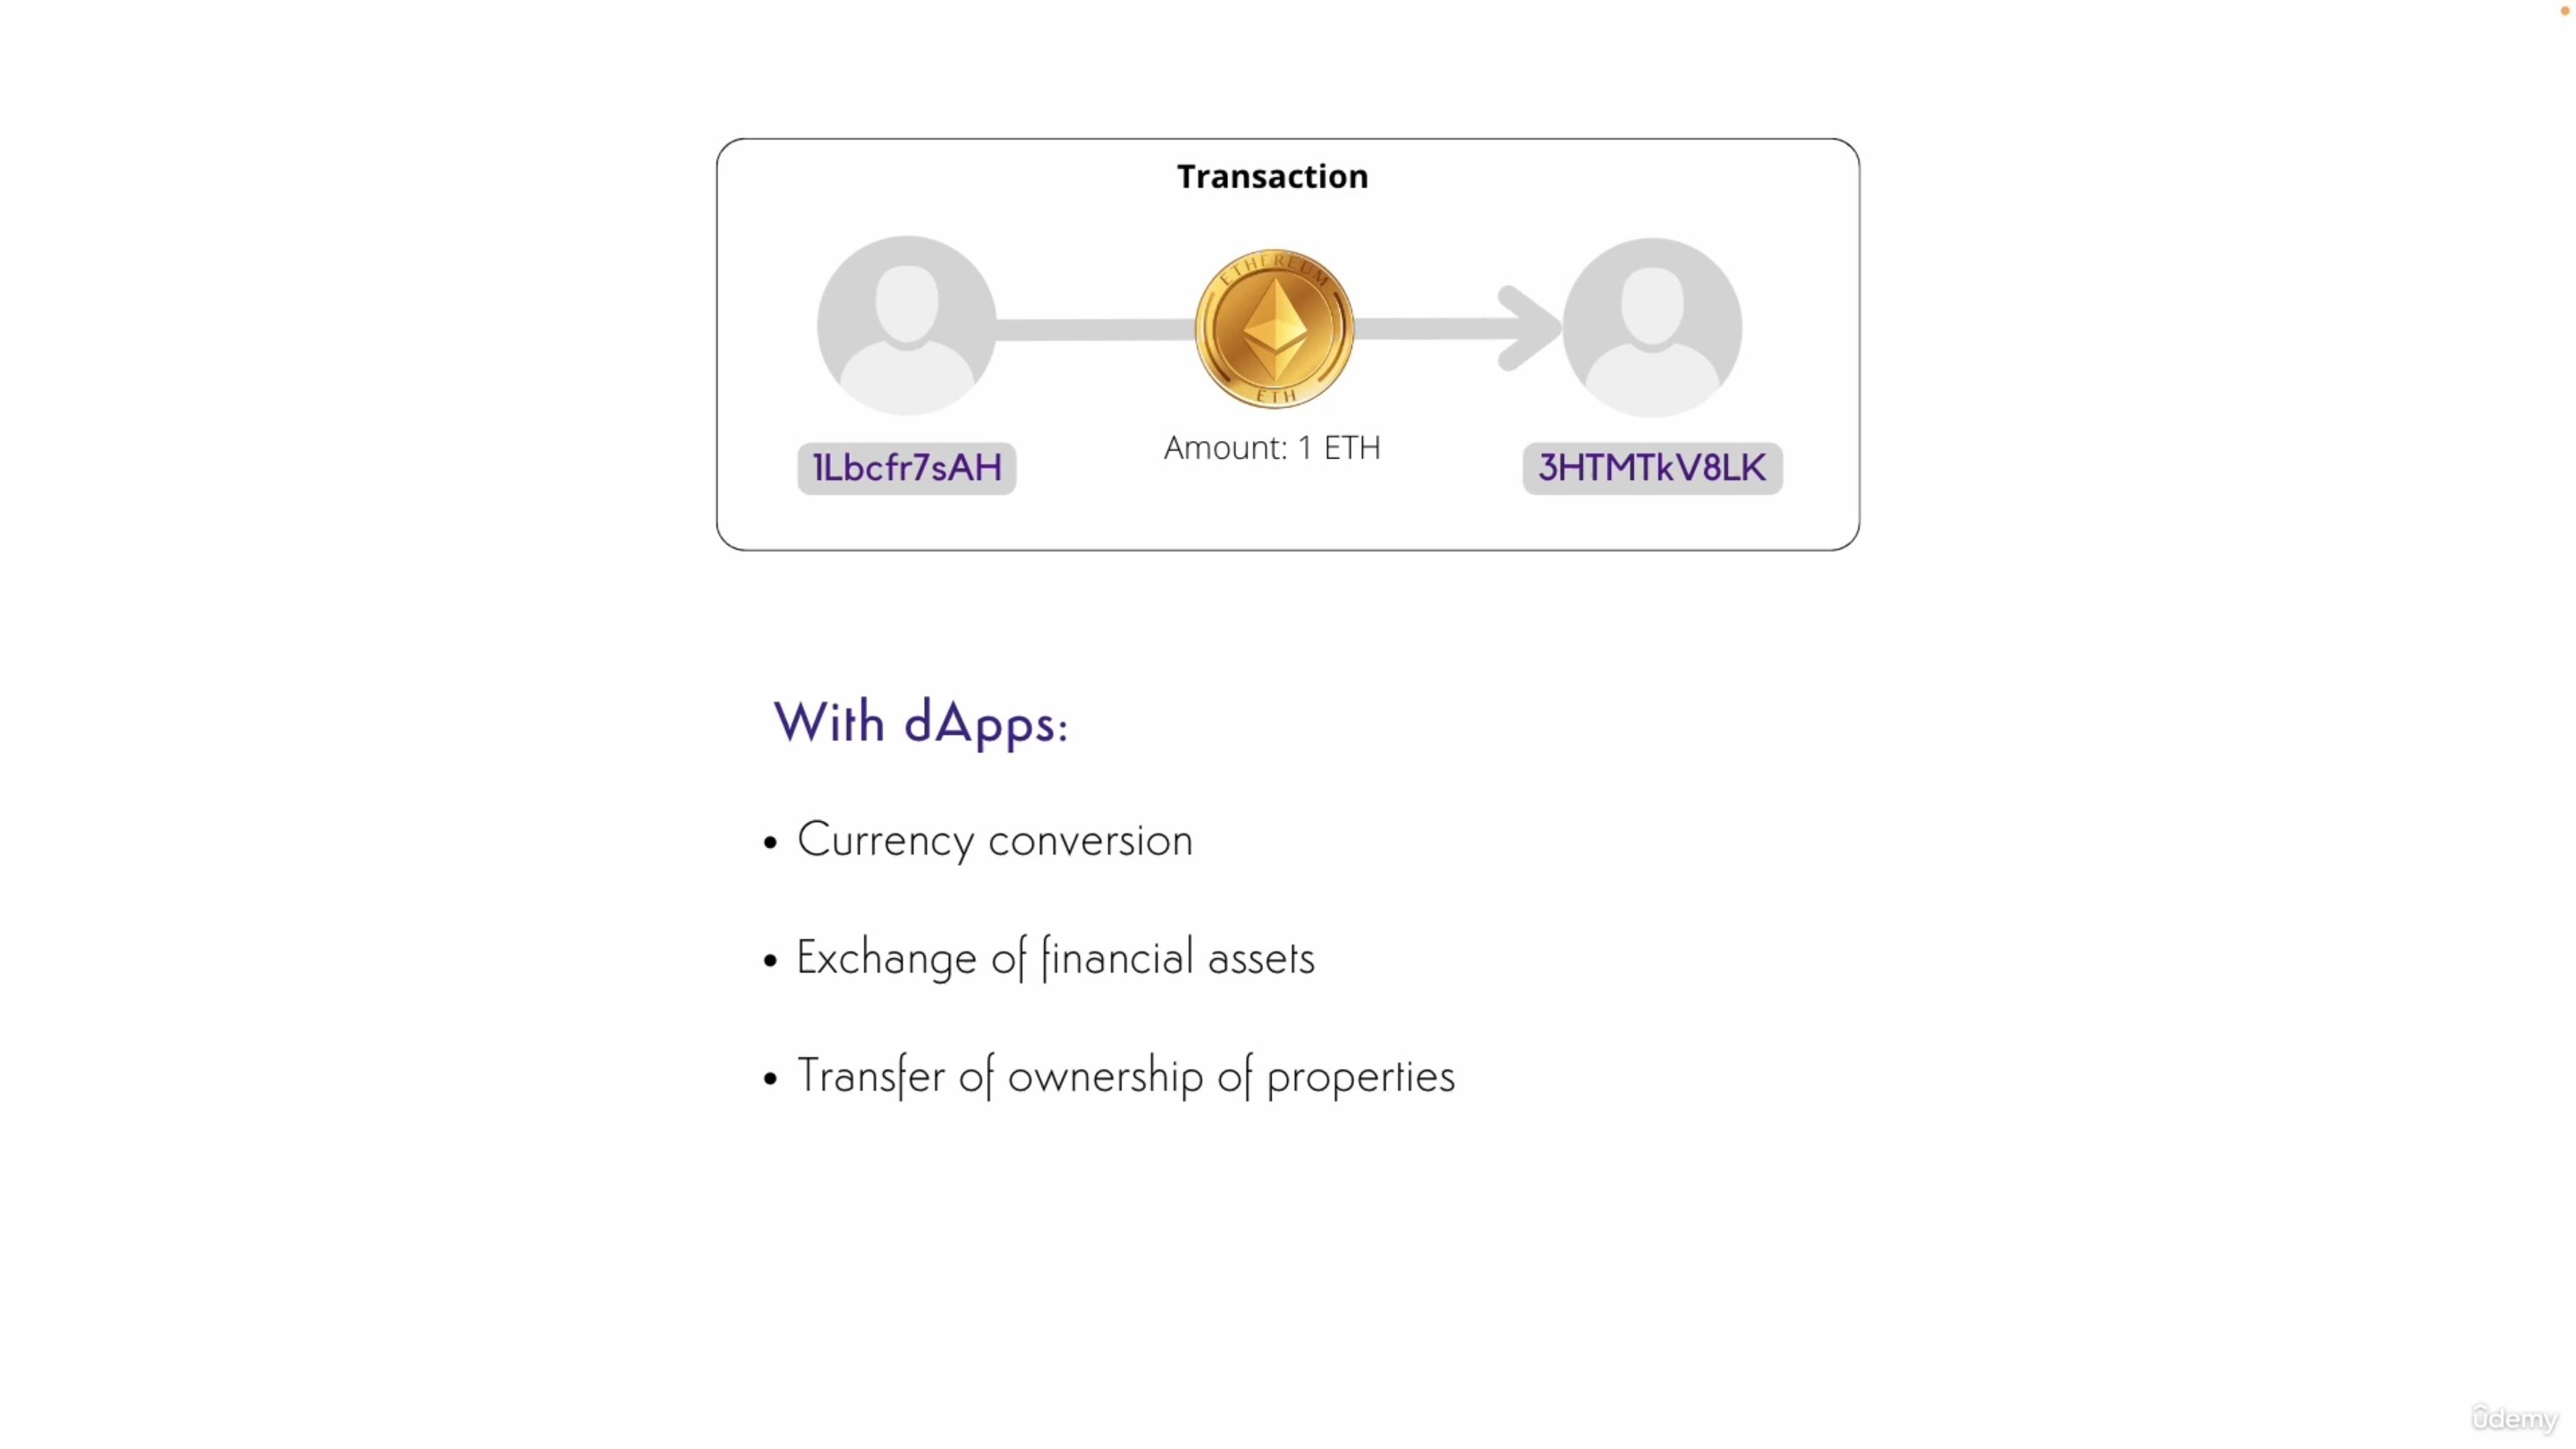 Transaction
ETHEREUM
ETH
Amount: 1 ETH
1Lbcfr7sAH
3HTMTkV8LK
With dApps:
• Currency conversion
• Exchange of financial assets
• Transfer of ownership of properties
ûdemy